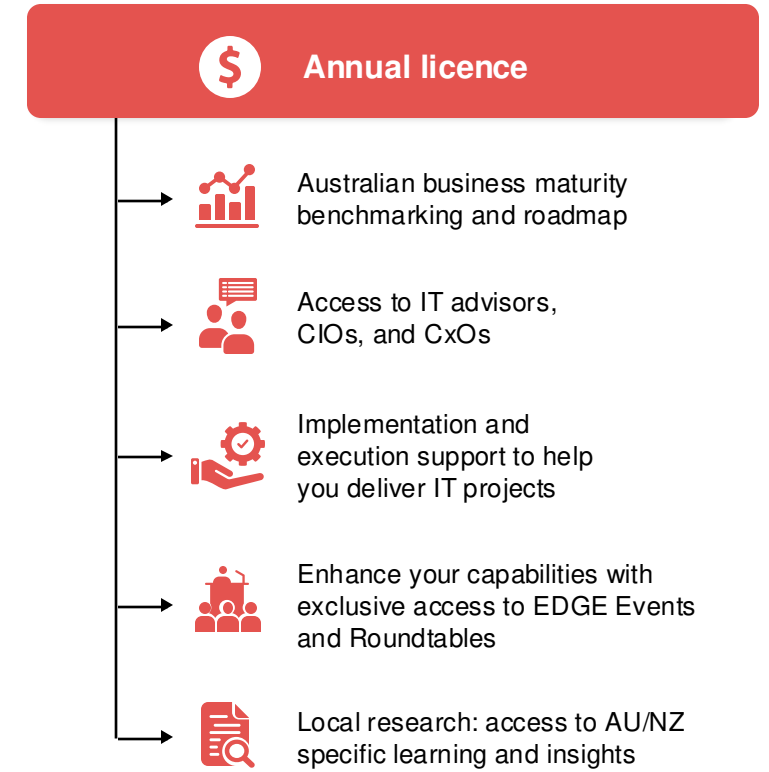 $
Annual licence
Australian business maturity
benchmarking and roadmap
Access to IT advisors,
CIOs, and CxOs
Implementation and
execution support to help
you deliver IT projects
Enhance your capabilities with
exclusive access to EDGE Events
and Roundtables
Local research: access to AU/NZ
specific learning and insights